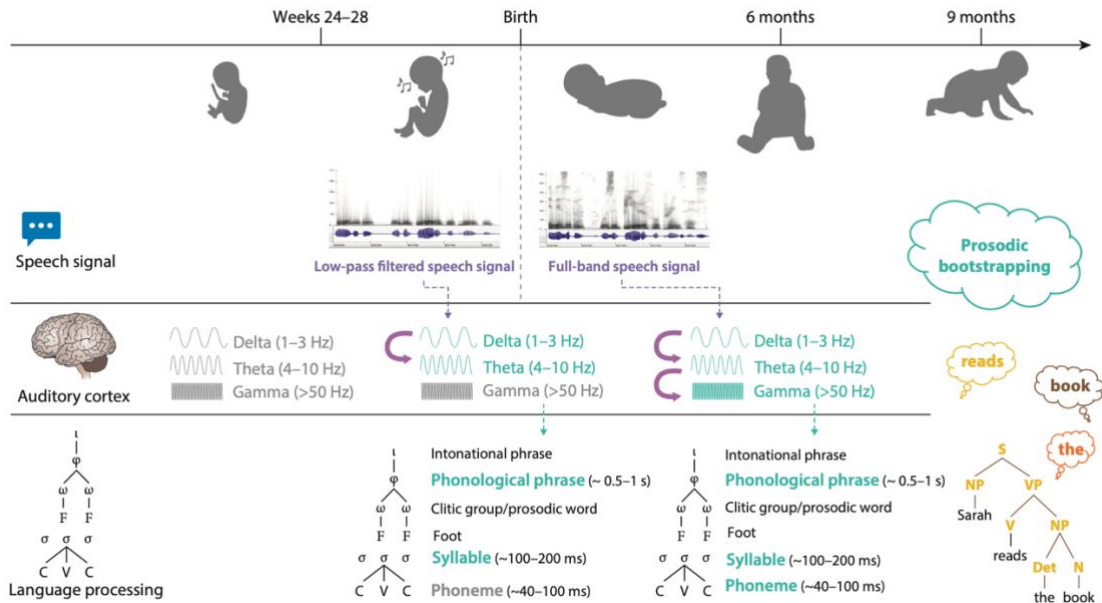 Weeks 24–28
Birth
6 months
9 months
Speech signal
Low-pass filtered speech signal
Full-band speech signal
Prosodic
bootstrapping
Auditory cortex
Delta (1–3 Hz)
Theta (4–10 Hz)
Gamma (>50 Hz)
Delta (1–3 Hz)
Theta (4–10 Hz)
Gamma (>50 Hz)
Delta (1–3 Hz)
Theta (4–10 Hz)
Gamma (>50 Hz)
reads
book
the
Language processing
ι
φ
ω ω
F F
σ σ σ
C V C
ι
φ
ω ω
F F
σ σ σ
C V C
Intonational phrase
Phonological phrase (~ 0.5–1 s)
Clitic group/prosodic word
Foot
Syllable (~100–200 ms)
Phoneme (~40–100 ms)
ι
φ
ω ω
F F
σ σ σ
C V C
Intonational phrase
Phonological phrase (~ 0.5–1 s)
Clitic group/prosodic word
Foot
Syllable (~100–200 ms)
Phoneme (~40–100 ms)
S
NP VP
Sarah
V NP
reads
Det N
the book